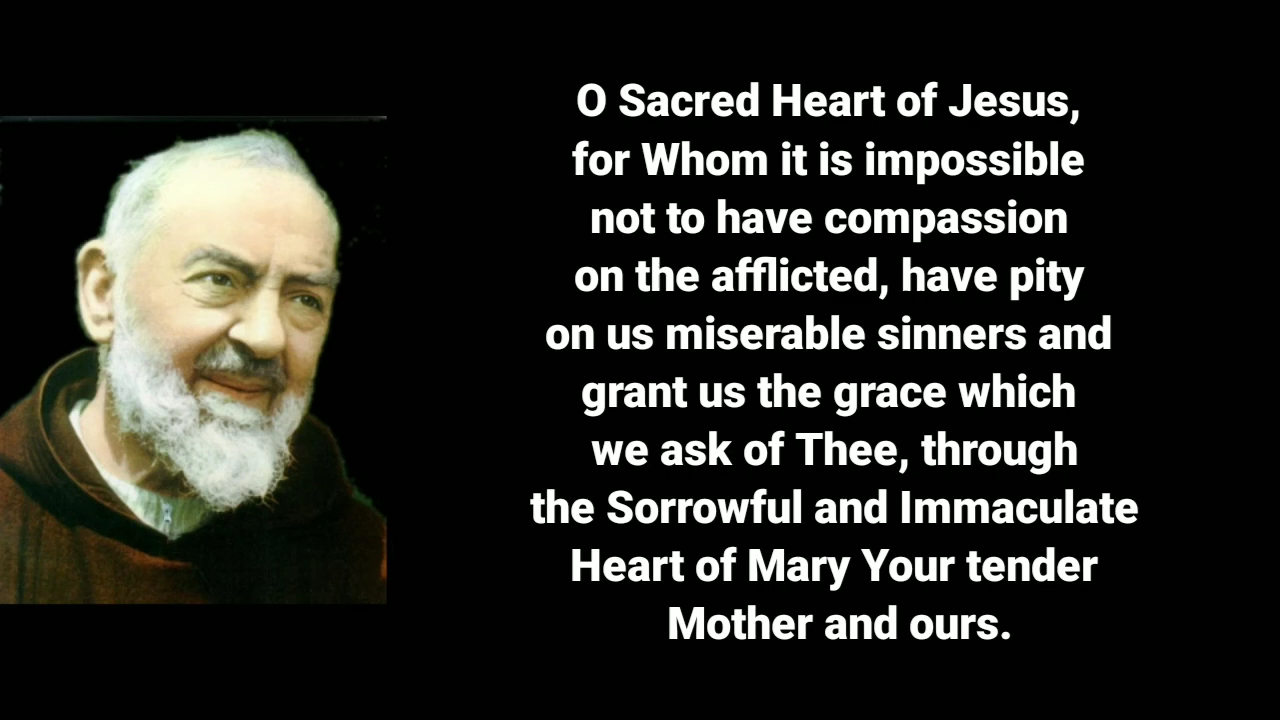 O Sacred Heart of Jesus,
for Whom it is impossible
not to have compassion
on the afflicted, have pity
on us miserable sinners and
grant us the grace which
we ask of Thee, through
the Sorrowful and Immaculate
Heart of Mary Your tender
Mother and ours.